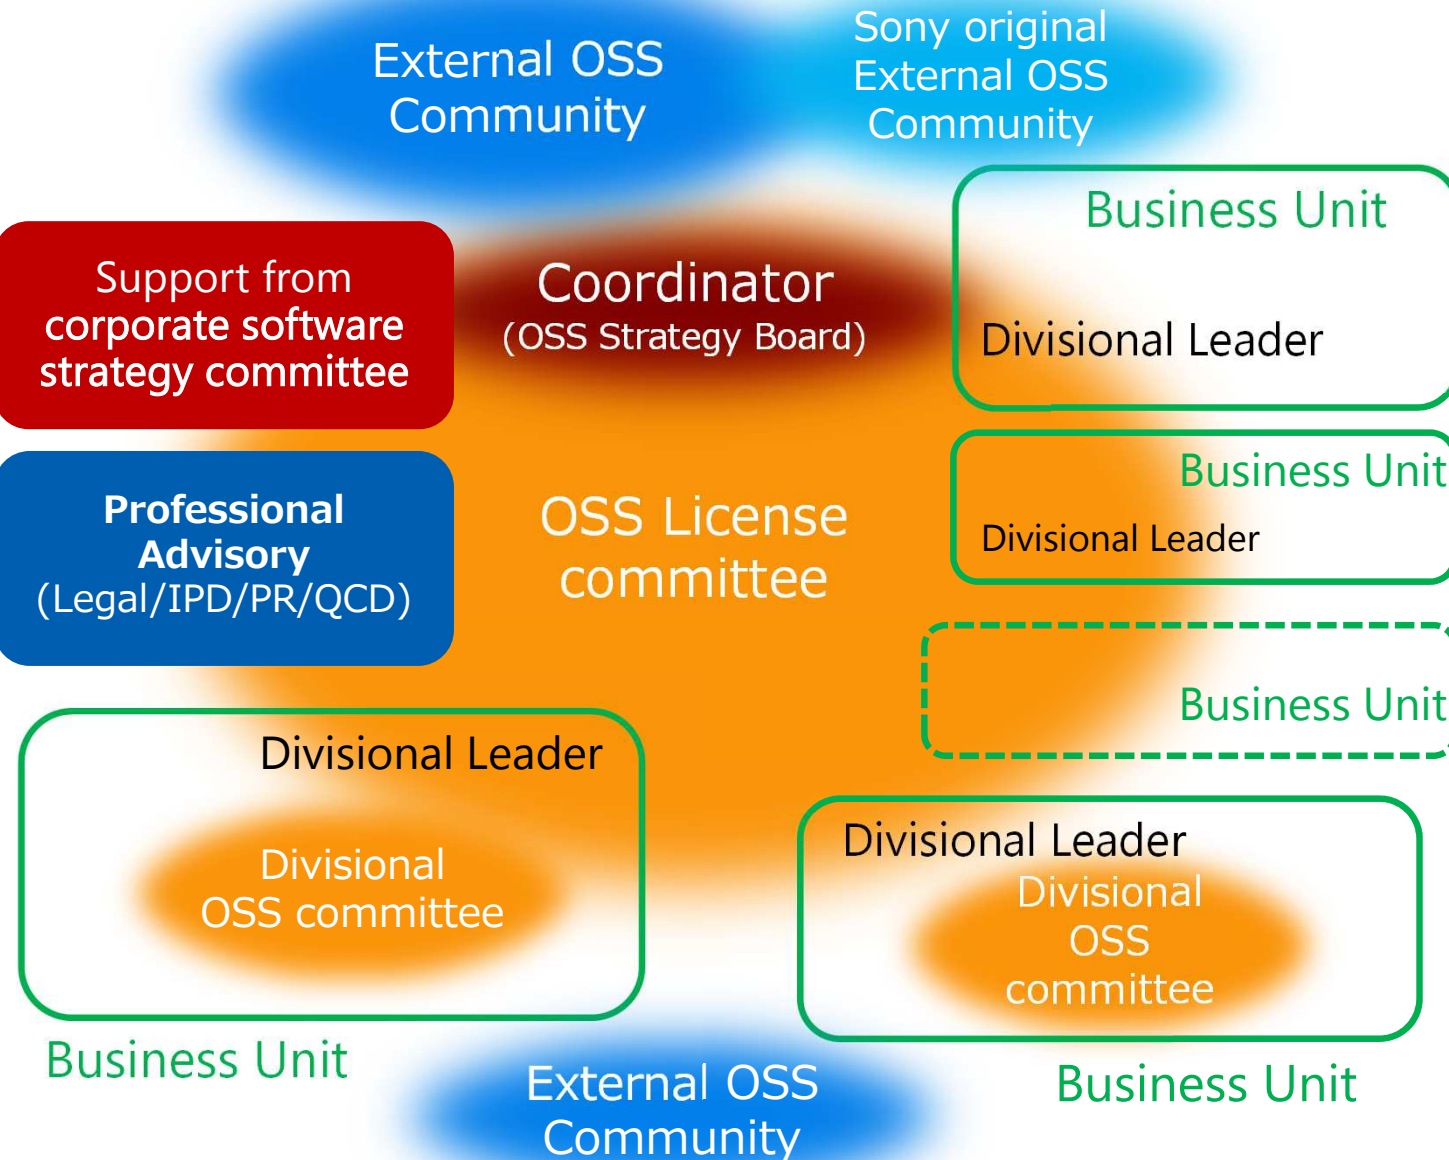 External OSS
Community
Sony original
External OSS
Community
Support from
corporate software
strategy committee
Coordinator
(OSS Strategy Board)
Business Unit
Divisional Leader
Professional
Advisory
(Legal/IPD/PR/QCD)
OSS License
committee
Business Unit
Divisional Leader
Business Unit
Divisional Leader
Divisional
OSS committee
Business Unit
Divisional Leader
Divisional
OSS
committee
Business Unit
External OSS
Community